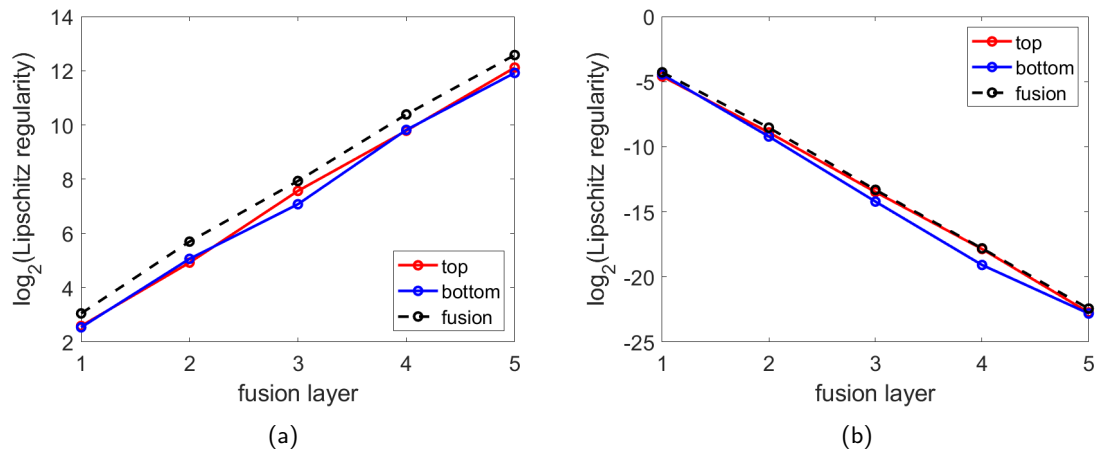 14
12
10
8
6
4
2
log2(Lipschitz regularity)
top
bottom
fusion
1 2 3 4 5
fusion layer
(a)
0
-5
-10
-15
-20
-25
log2(Lipschitz regularity)
top
bottom
fusion
1 2 3 4 5
fusion layer
(b)